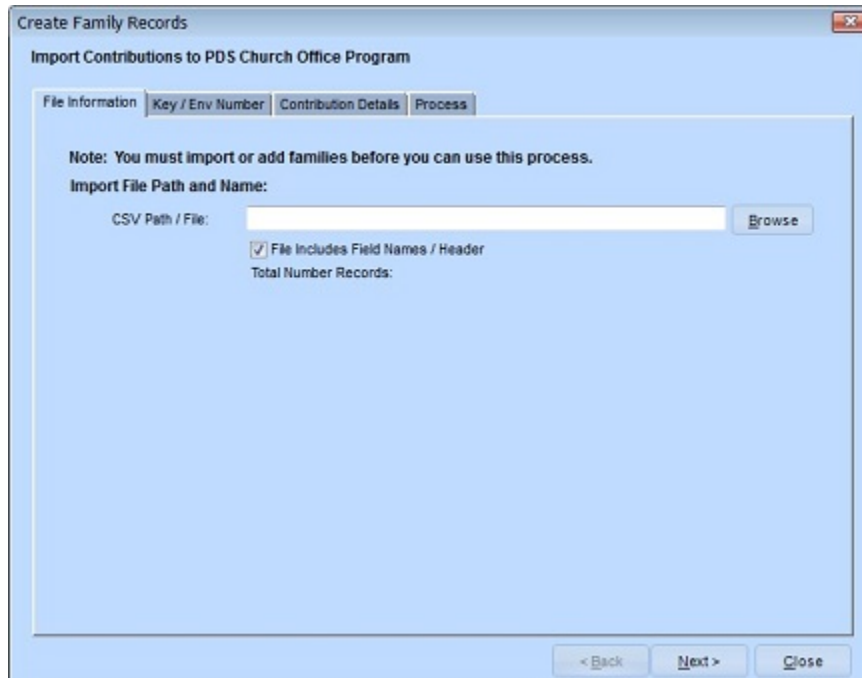 Create Family Records
Import Contributions to PDS Church Office Program
File Information Key / Env Number Contribution Details Process
Note: You must import or add families before you can use this process.
Import File Path and Name:
CSV Path / File: Browse
File Includes Field Names / Header
Total Number Records:
< Back Next > Close